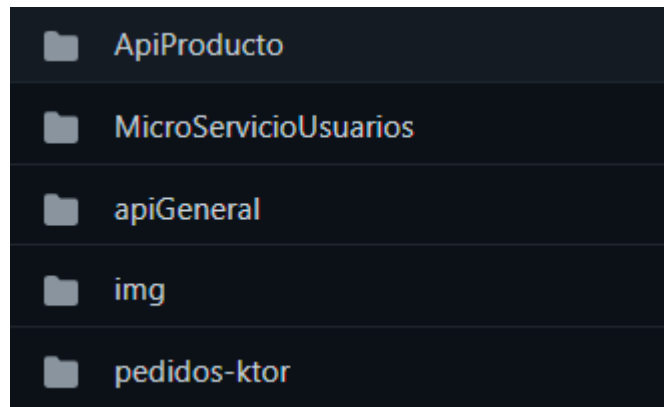 ApiProducto
MicroServicioUsuarios
apiGeneral
img
pedidos-ktor